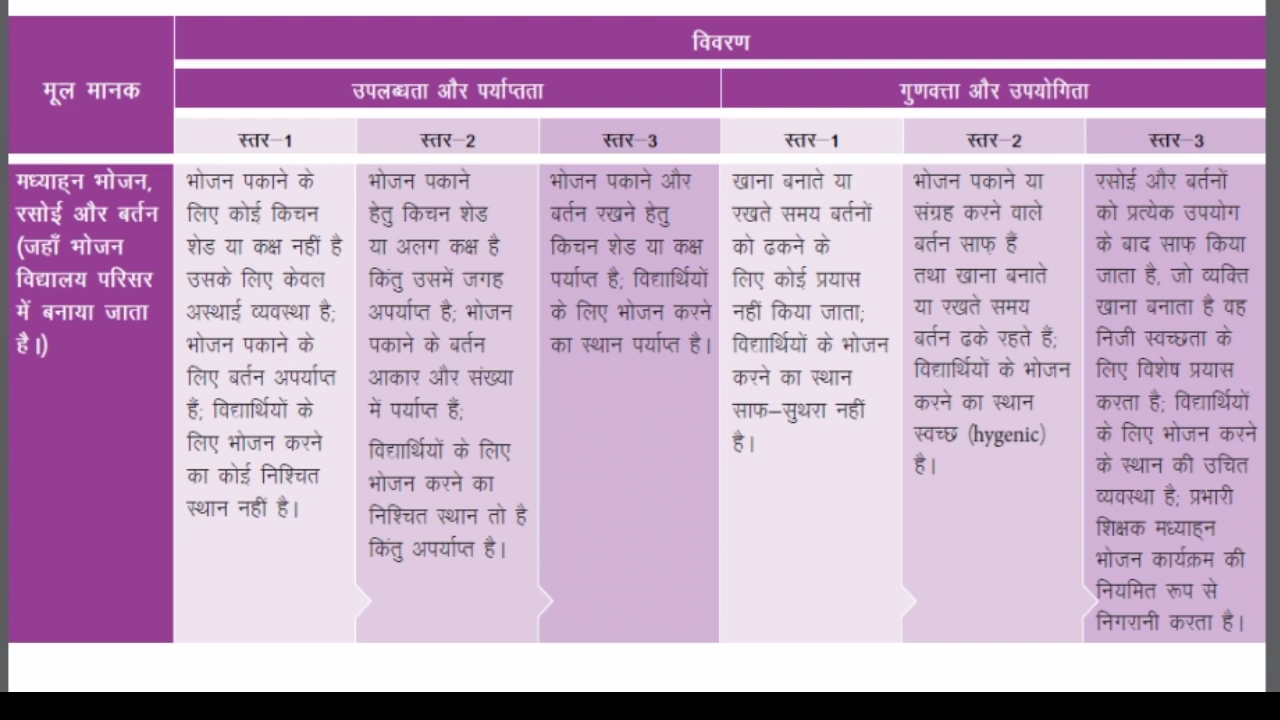 विवरण
मूल मानक
उपलब्धता और पर्याप्तता
गुणवत्ता और उपयोगिता
स्तर–1
स्तर–2
स्तर–3
स्तर–1
स्तर–2
स्तर–3
मध्याह्न भोजन,
रसोई और बर्तन
(जहाँ भोजन
विद्यालय परिसर
में बनाया जाता
है।)
भोजन पकाने के
लिए कोई किचन
शेड या कक्ष नहीं है
उसके लिए केवल
अस्थाई व्यवस्था है;
भोजन पकाने के
लिए बर्तन अपर्याप्त
हैं; विद्यार्थियों के
लिए भोजन करने
का कोई निश्चित
स्थान नहीं है।
भोजन पकाने
हेतु किचन शेड
या अलग कक्ष है
किंतु उसमें जगह
अपर्याप्त है; भोजन
पकाने के बर्तन
आकार और संख्या
में पर्याप्त हैं;
विद्यार्थियों के लिए
भोजन करने का
निश्चित स्थान तो है
किंतु अपर्याप्त है।
भोजन पकाने और
बर्तन रखने हेतु
किचन शेड या कक्ष
पर्याप्त है; विद्यार्थियों
के लिए भोजन करने
का स्थान पर्याप्त है।
खाना बनाते या
रखते समय बर्तनों
को ढकने के
लिए कोई प्रयास
नहीं किया जाता;
विद्यार्थियों के भोजन
करने का स्थान
साफ–सुथरा नहीं
है।
भोजन पकाने या
संग्रह करने वाले
बर्तन साफ़ हैं
तथा खाना बनाते
या रखते समय
बर्तन ढके रहते हैं;
विद्यार्थियों के भोजन
करने का स्थान
स्वच्छ (hygenic)
है।
रसोई और बर्तनों
को प्रत्येक उपयोग
के बाद साफ़ किया
जाता है, जो व्यक्ति
खाना बनाता है वह
निजी स्वच्छता के
लिए विशेष प्रयास
करता है; विद्यार्थियों
के लिए भोजन करने
के स्थान की उचित
व्यवस्था है; प्रभारी
शिक्षक मध्याह्न
भोजन कार्यक्रम की
नियमित रूप से
निगरानी करता है।